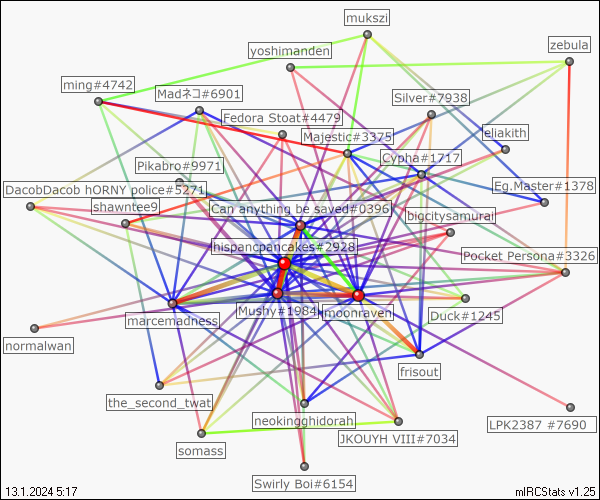 mukszi
zebula
yoshimanden
ming#4742
Madネコ#6901
Silver#7938
Fedora Stoat#4479
Majestic#3375
eliakith
Cypha#1717
Pikabro#9971
DacobDacob hORNY police#5271
Eg.Master#1378
shawntee9
Can anything be saved#0396
bigcitysamurai
hispancpancakes#2928
Pocket Persona#3326
Mushy#1984
moonraven
Duck#1245
marcemadness
normalwan
frisout
the_second_twat
neokingghidorah
LPK2387 #7690
JKOUYH VIII#7034
somass
Swirly Boi#6154
13.1.2024 5:17
mIRCStats v1.25